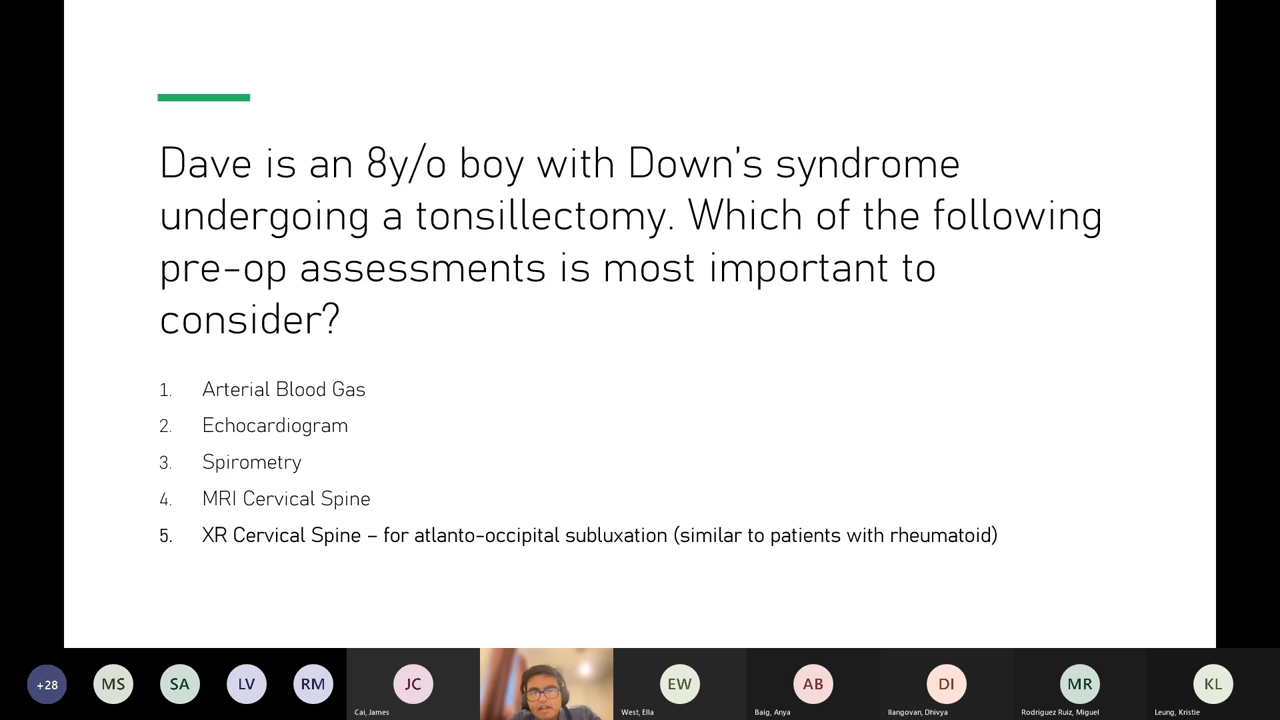 Dave is an 8y/o boy with Down's syndrome
undergoing a tonsillectomy. Which of the following
pre-op assessments is most important to
consider?
1. Arterial Blood Gas
2. Echocardiogram
3. Spirometry
4. MRI Cervical Spine
5. XR Cervical Spine – for atlanto-occipital subluxation (similar to patients with rheumatoid)
+28 MS SA LV RM JC EW AB DI MR KL
Cai, James West, Ella Baig, Anya Ilangovan, Dhivya Rodriguez Ruiz, Miguel Leung, Kristie